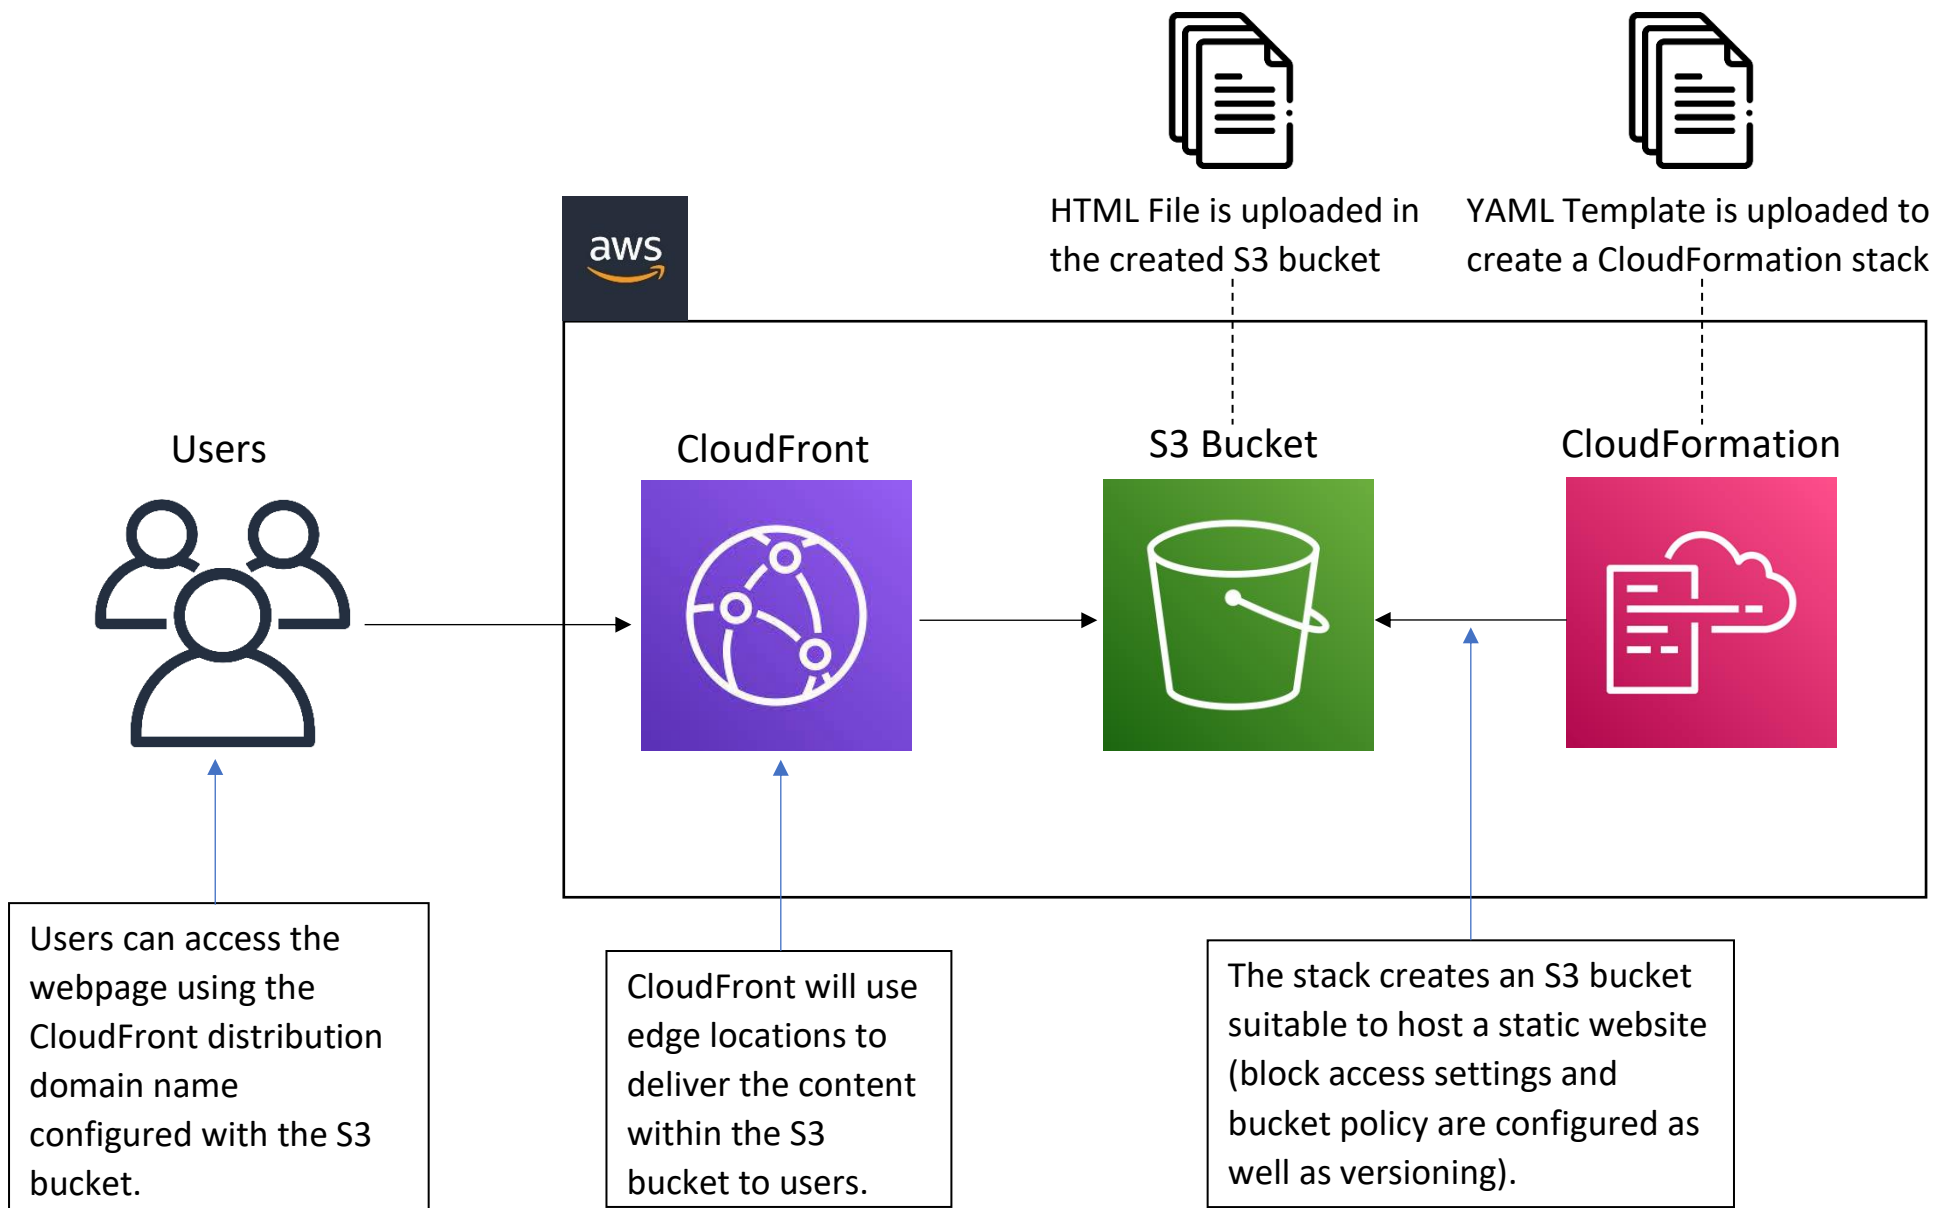 HTML File is uploaded in
the created S3 bucket
YAML Template is uploaded to
create a CloudFormation stack
aws
Users
CloudFront
S3 Bucket
CloudFormation
Users can access the
webpage using the
CloudFront distribution
domain name
configured with the S3
bucket.
CloudFront will use
edge locations to
deliver the content
within the S3
bucket to users.
The stack creates an S3 bucket
suitable to host a static website
(block access settings and
bucket policy are configured as
well as versioning).